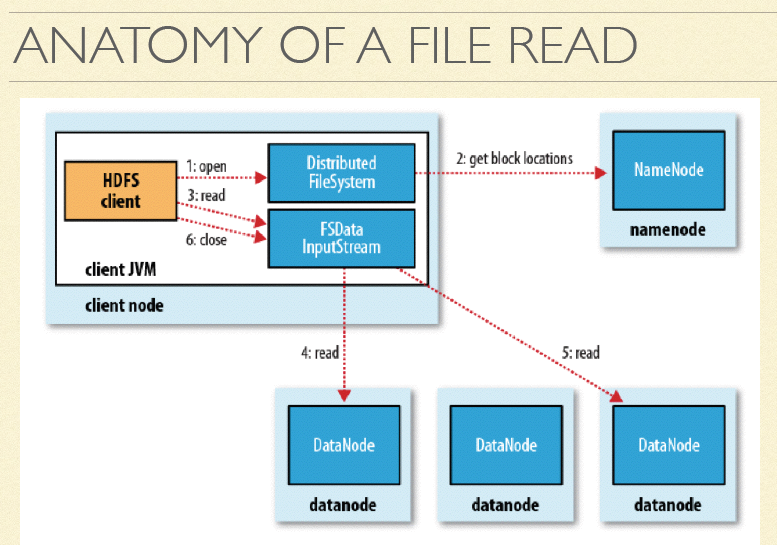 ANATOMY OF A FILE READ
HDFS
client
1: open
3: read
6: close
Distributed
FileSystem
FSData
InputStream
client JVM
client node
2: get block locations
NameNode
namenode
4: read
5: read
DataNode
datanode
DataNode
datanode
DataNode
datanode